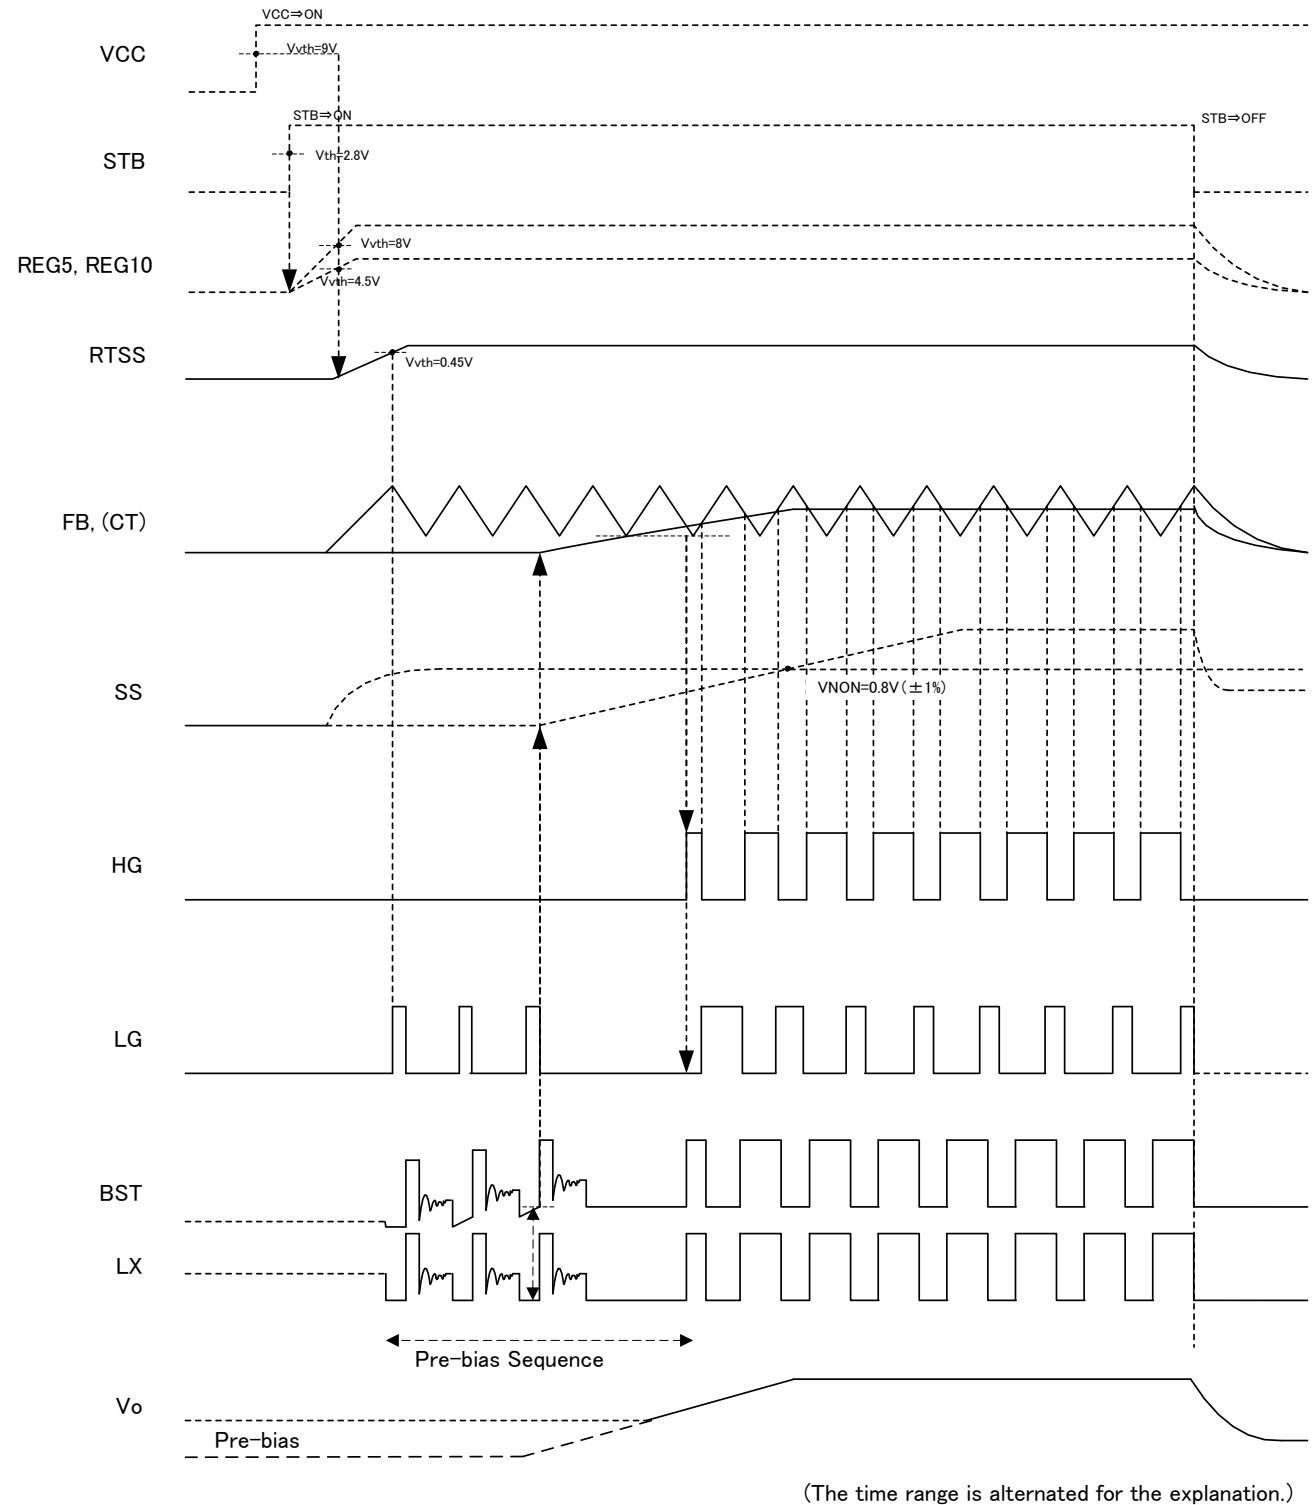 VCC⇒ON
VCC
Vvth=9V
STB⇒ON
STB⇒OFF
STB
Vth=2.8V
Vvth=8V
REG5, REG10
Vvth=4.5V
RTSS
Vvth=0.45V
FB, (CT)
SS
VNON=0.8V(±1%)
HG
LG
BST
LX
Pre-bias Sequence
Vo
Pre-bias
(The time range is alternated for the explanation.)